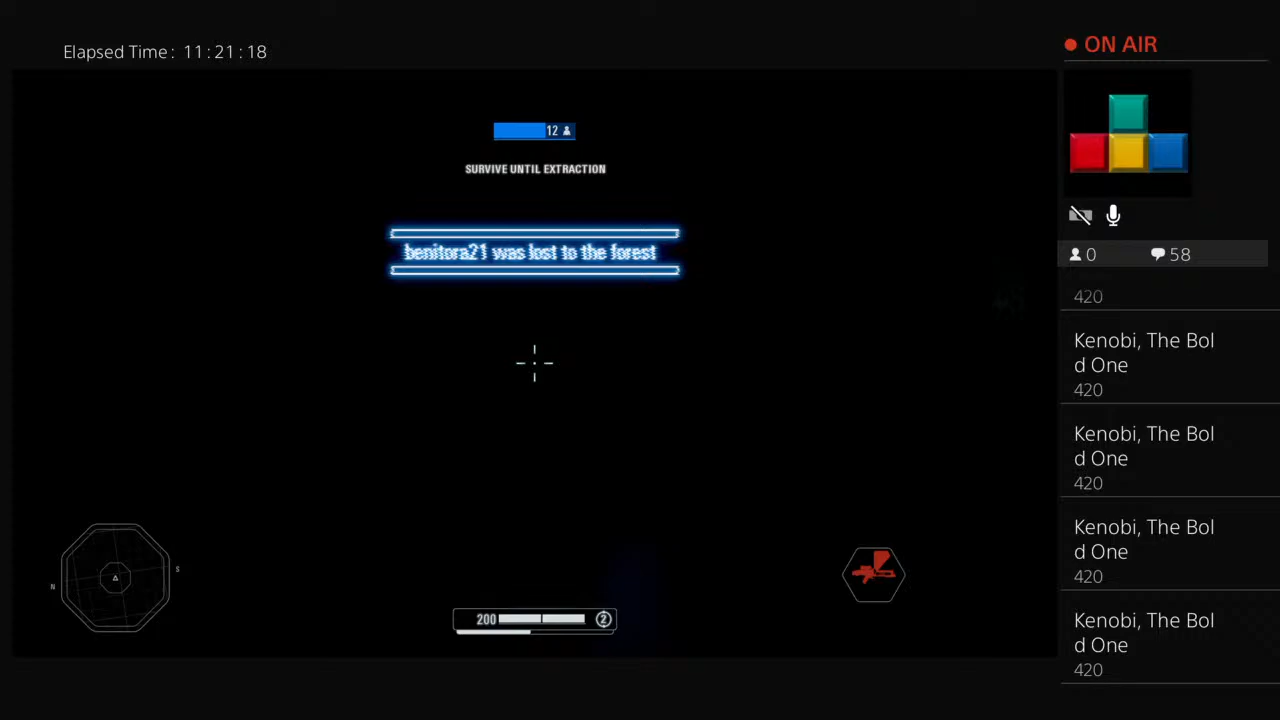 Elapsed Time: 11:21:18
ON AIR
12
SURVIVE UNTIL EXTRACTION
benitora21 was lost to the forest
0 58
420
Kenobi, The Bol
d One
420
Kenobi, The Bol
d One
420
Kenobi, The Bol
d One
420
Kenobi, The Bol
d One
420
N S
200 2